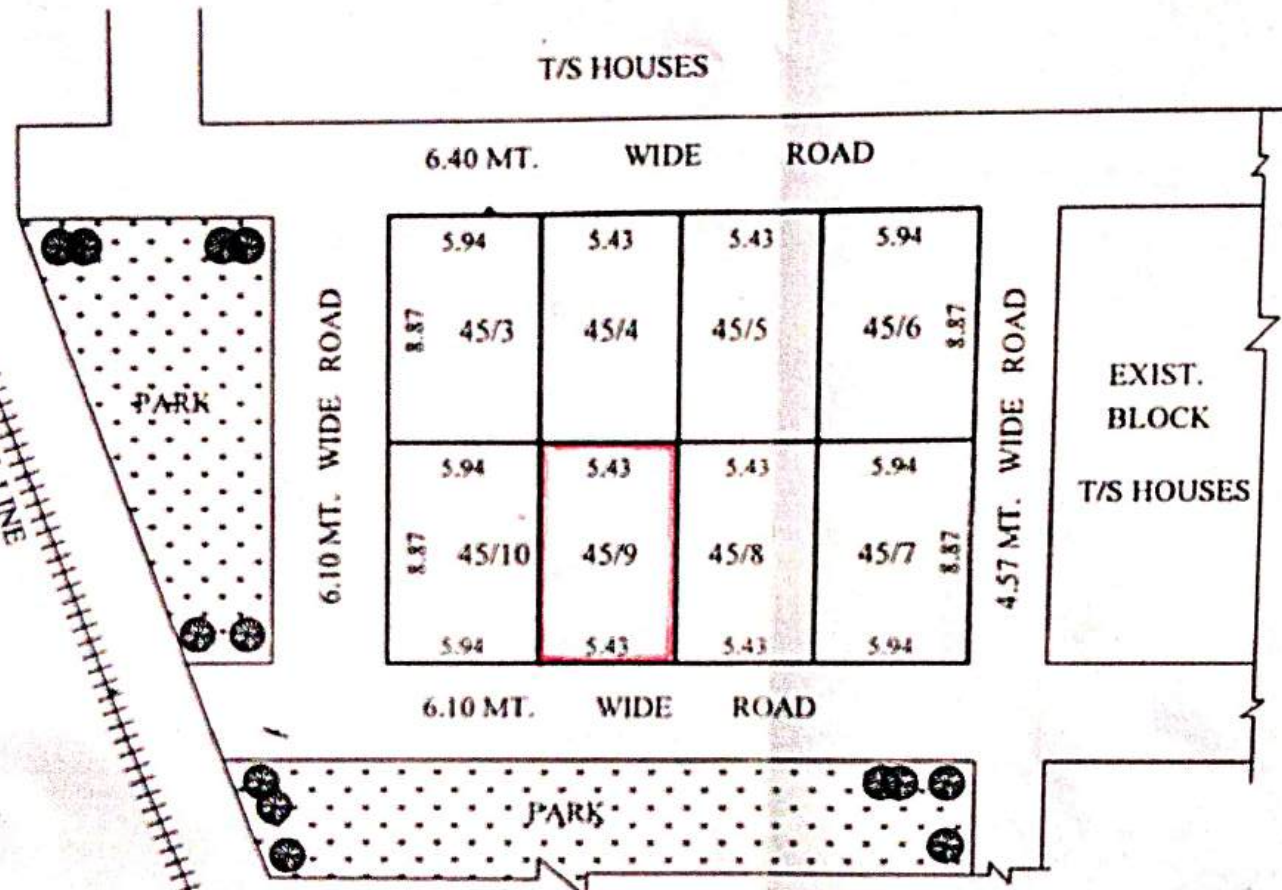 T/S HOUSES
6.40 MT. WIDE ROAD
5.94 5.43 5.43 5.94
8.87 45/3 45/4 45/5 45/6 8.87
PARK
6.10 MT. WIDE ROAD
4.57 MT. WIDE ROAD
EXIST.
BLOCK
T/S HOUSES
LINE
5.94 5.43 5.43 5.94
8.87 45/10 45/9 45/8 45/7 8.87
5.94 5.43 5.43 5.94
6.10 MT. WIDE ROAD
PARK